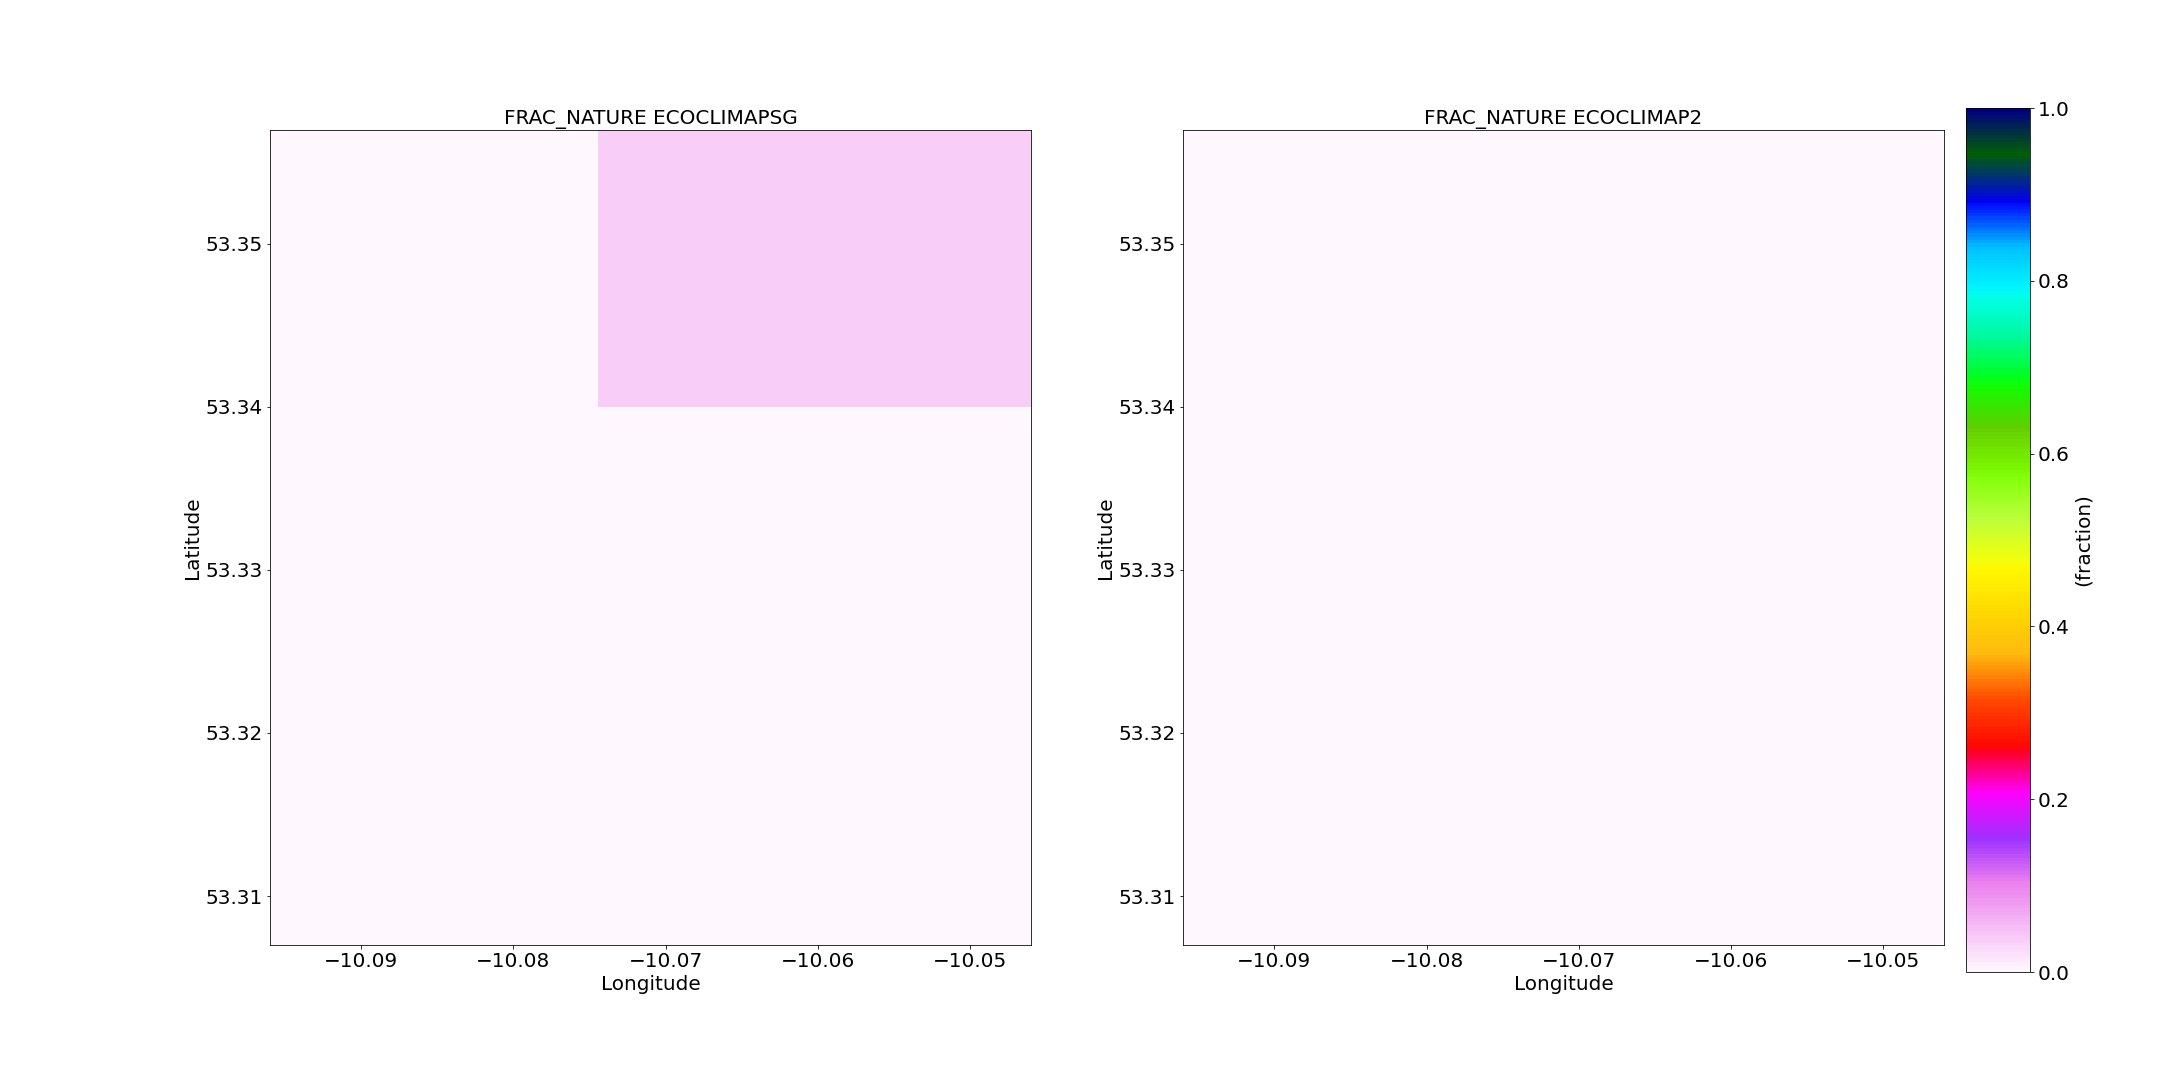 FRAC_NATURE ECOCLIMAPSG
53.35
53.34
53.33
53.32
53.31
Latitude
−10.09 −10.08 −10.07 −10.06 −10.05
Longitude
FRAC_NATURE ECOCLIMAP2
53.35
53.34
53.33
53.32
53.31
Latitude
−10.09 −10.08 −10.07 −10.06 −10.05
Longitude
1.0
0.8
0.6
0.4
0.2
0.0
(fraction)